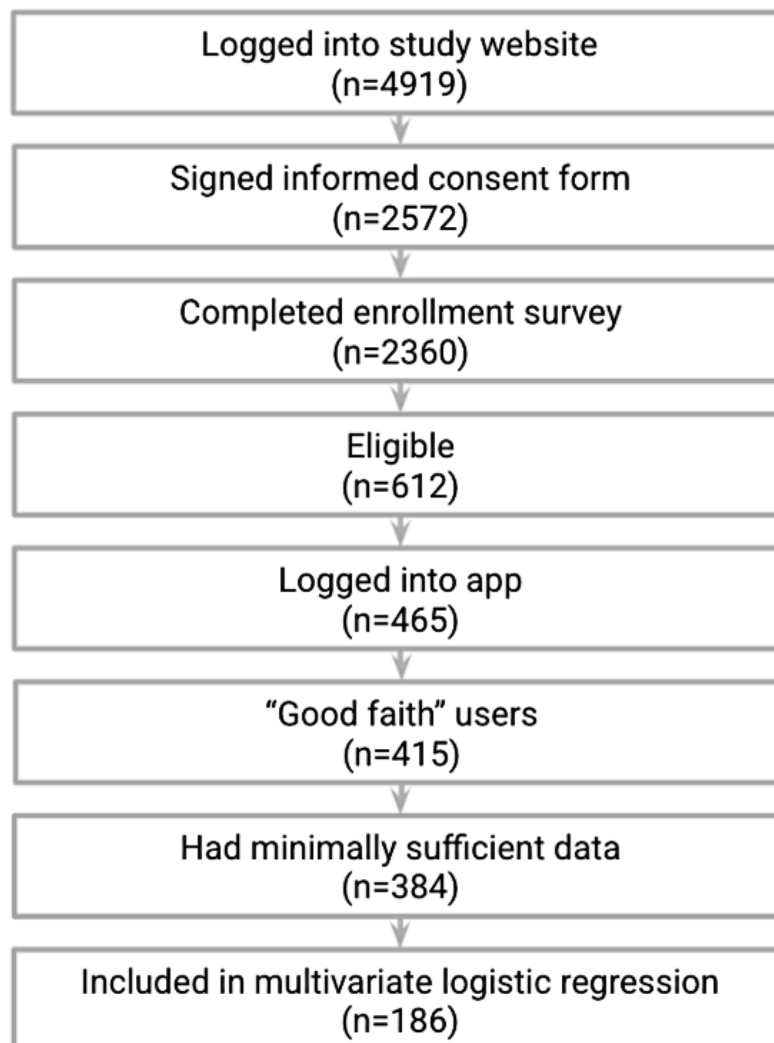 Logged into study website
(n=4919)
Signed informed consent form
(n=2572)
Completed enrollment survey
(n=2360)
Eligible
(n=612)
Logged into app
(n=465)
“Good faith” users
(n=415)
Had minimally sufficient data
(n=384)
Included in multivariate logistic regression
(n=186)